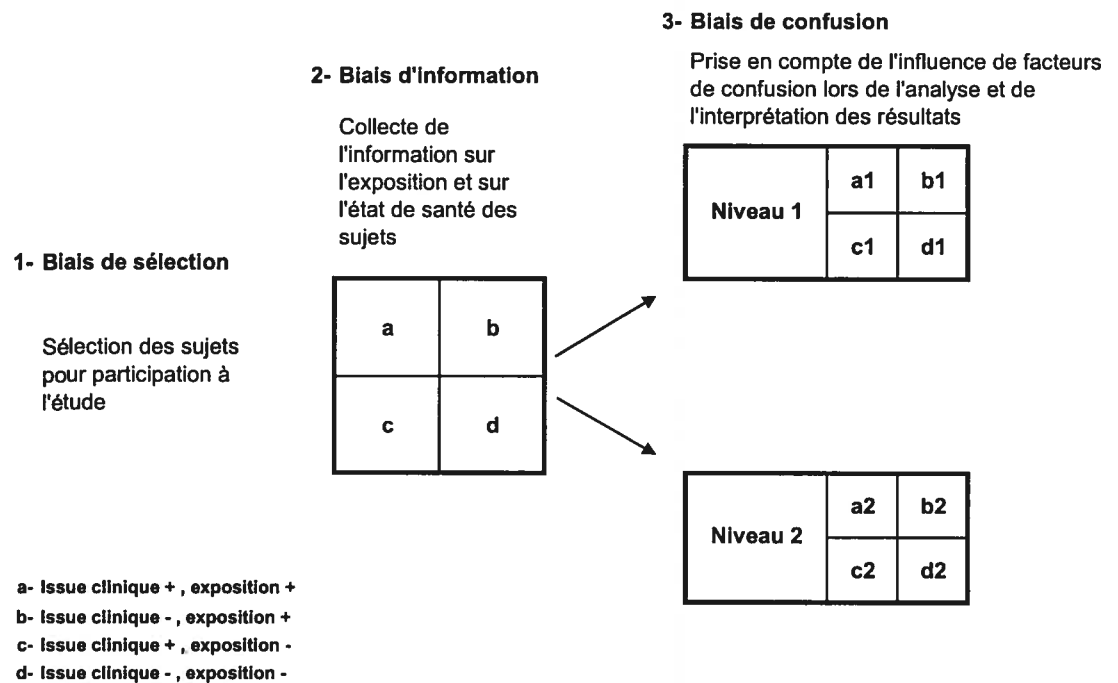 1- Biais de sélection
Sélection des sujets
pour participation à
l'étude
2- Biais d'information
Collecte de
l'information sur
l'exposition et sur
l'état de santé des
sujets
a b
c d
3- Biais de confusion
Prise en compte de l'influence de facteurs
de confusion lors de l'analyse et de
l'interprétation des résultats
Niveau 1
a1 b1
c1 d1
Niveau 2
a2 b2
c2 d2
a- Issue clinique + , exposition +
b- Issue clinique - , exposition +
c- Issue clinique + , exposition -
d- Issue clinique - , exposition -